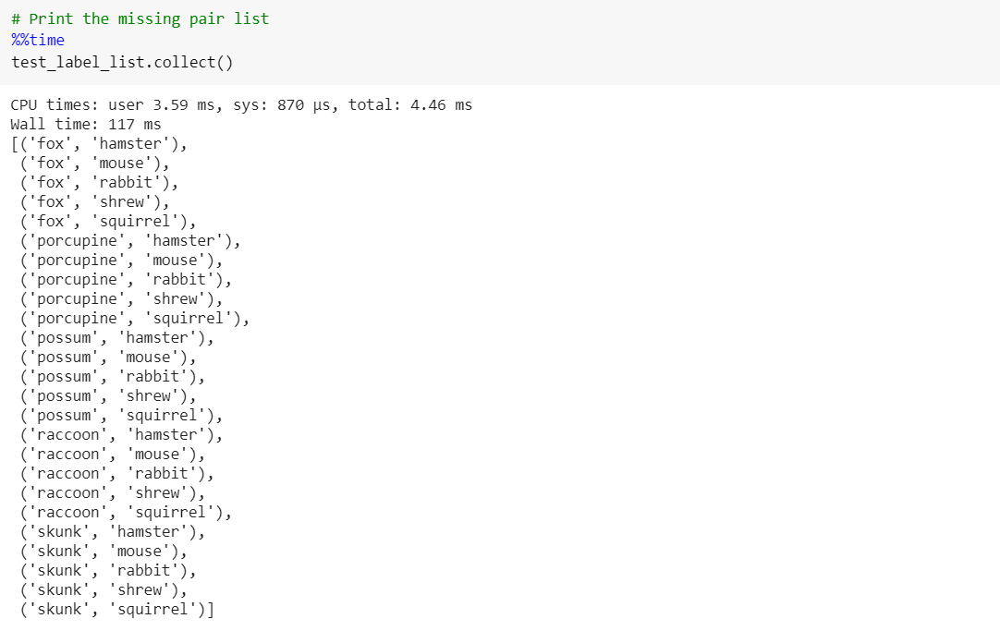 # Print the missing pair list
%%time
test_label_list.collect()
CPU times: user 3.59 ms, sys: 870 µs, total: 4.46 ms
Wall time: 117 ms
[('fox', 'hamster'),
 ('fox', 'mouse'),
 ('fox', 'rabbit'),
 ('fox', 'shrew'),
 ('fox', 'squirrel'),
 ('porcupine', 'hamster'),
 ('porcupine', 'mouse'),
 ('porcupine', 'rabbit'),
 ('porcupine', 'shrew'),
 ('porcupine', 'squirrel'),
 ('possum', 'hamster'),
 ('possum', 'mouse'),
 ('possum', 'rabbit'),
 ('possum', 'shrew'),
 ('possum', 'squirrel'),
 ('raccoon', 'hamster'),
 ('raccoon', 'mouse'),
 ('raccoon', 'rabbit'),
 ('raccoon', 'shrew'),
 ('raccoon', 'squirrel'),
 ('skunk', 'hamster'),
 ('skunk', 'mouse'),
 ('skunk', 'rabbit'),
 ('skunk', 'shrew'),
 ('skunk', 'squirrel')]